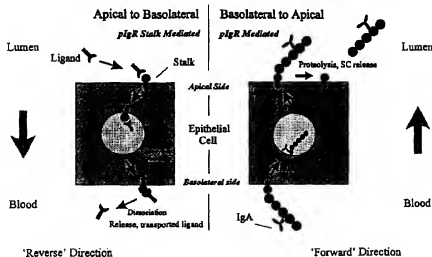 Apical to Basolateral
Basolateral to Apical
pIgR Stalk Mediated
pIgR Mediated
Lumen
Lumen
Ligand
Stalk
Proteolysis, SC release
Apical Side
Epithelial
Cell
Basolateral side
Blood
Blood
Dissociation
Release, transported ligand
IgA
'Reverse' Direction
'Forward' Direction